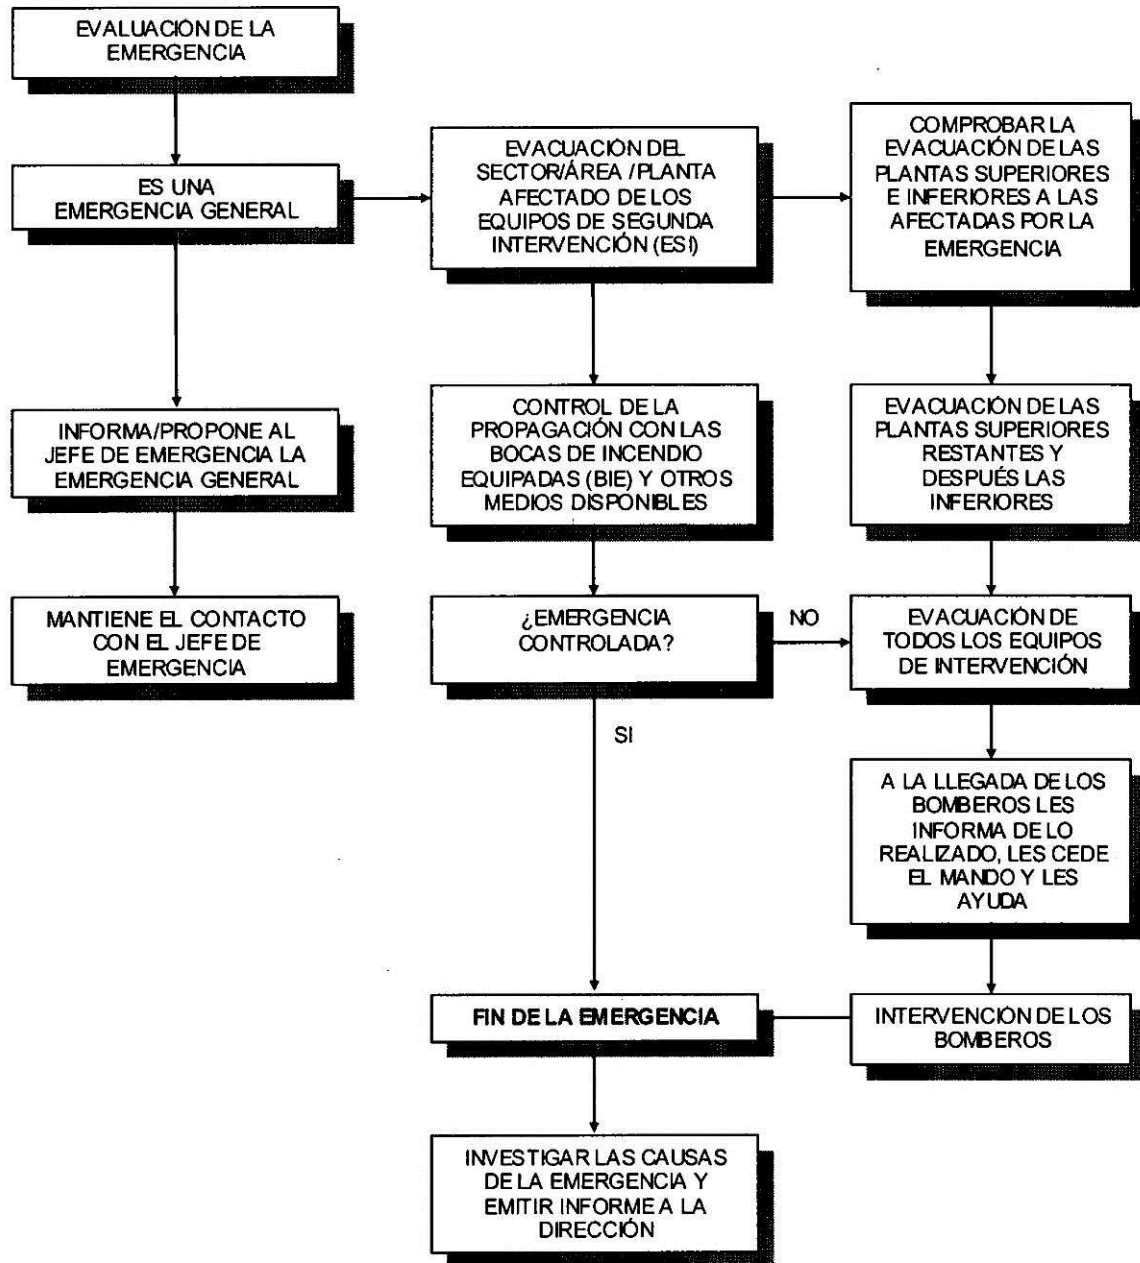 EVALUACIÓN DE LA
EMERGENCIA
ES UNA
EMERGENCIA GENERAL
EVACUACIÓN DEL
SECTOR/ÁREA/PLANTA
AFECTADO DE LOS
EQUIPOS DE SEGUNDA
INTERVENCIÓN (ESI)
COMPROBAR LA
EVACUACIÓN DE LAS
PLANTAS SUPERIORES
E INFERIORES A LAS
AFECTADAS POR LA
EMERGENCIA
INFORMA/PROPONE AL
JEFE DE EMERGENCIA LA
EMERGENCIA GENERAL
CONTROL DE LA
PROPAGACIÓN CON LAS
BOCAS DE INCENDIO
EQUIPADAS (BIE) Y OTROS
MEDIOS DISPONIBLES
EVACUACIÓN DE LAS
PLANTAS SUPERIORES
RESTANTES Y
DESPUÉS LAS
INFERIORES
MANTIENE EL CONTACTO
CON EL JEFE DE
EMERGENCIA
¿EMERGENCIA
CONTROLADA?
NO
EVACUACIÓN DE
TODOS LOS EQUIPOS
DE INTERVENCIÓN
SI
A LA LLEGADA DE LOS
BOMBEROS LES
INFORMA DE LO
REALIZADO, LES CEDE
EL MANDO Y LES
AYUDA
FIN DE LA EMERGENCIA
INTERVENCIÓN DE LOS
BOMBEROS
INVESTIGAR LAS CAUSAS
DE LA EMERGENCIA Y
EMITIR INFORME A LA
DIRECCIÓN